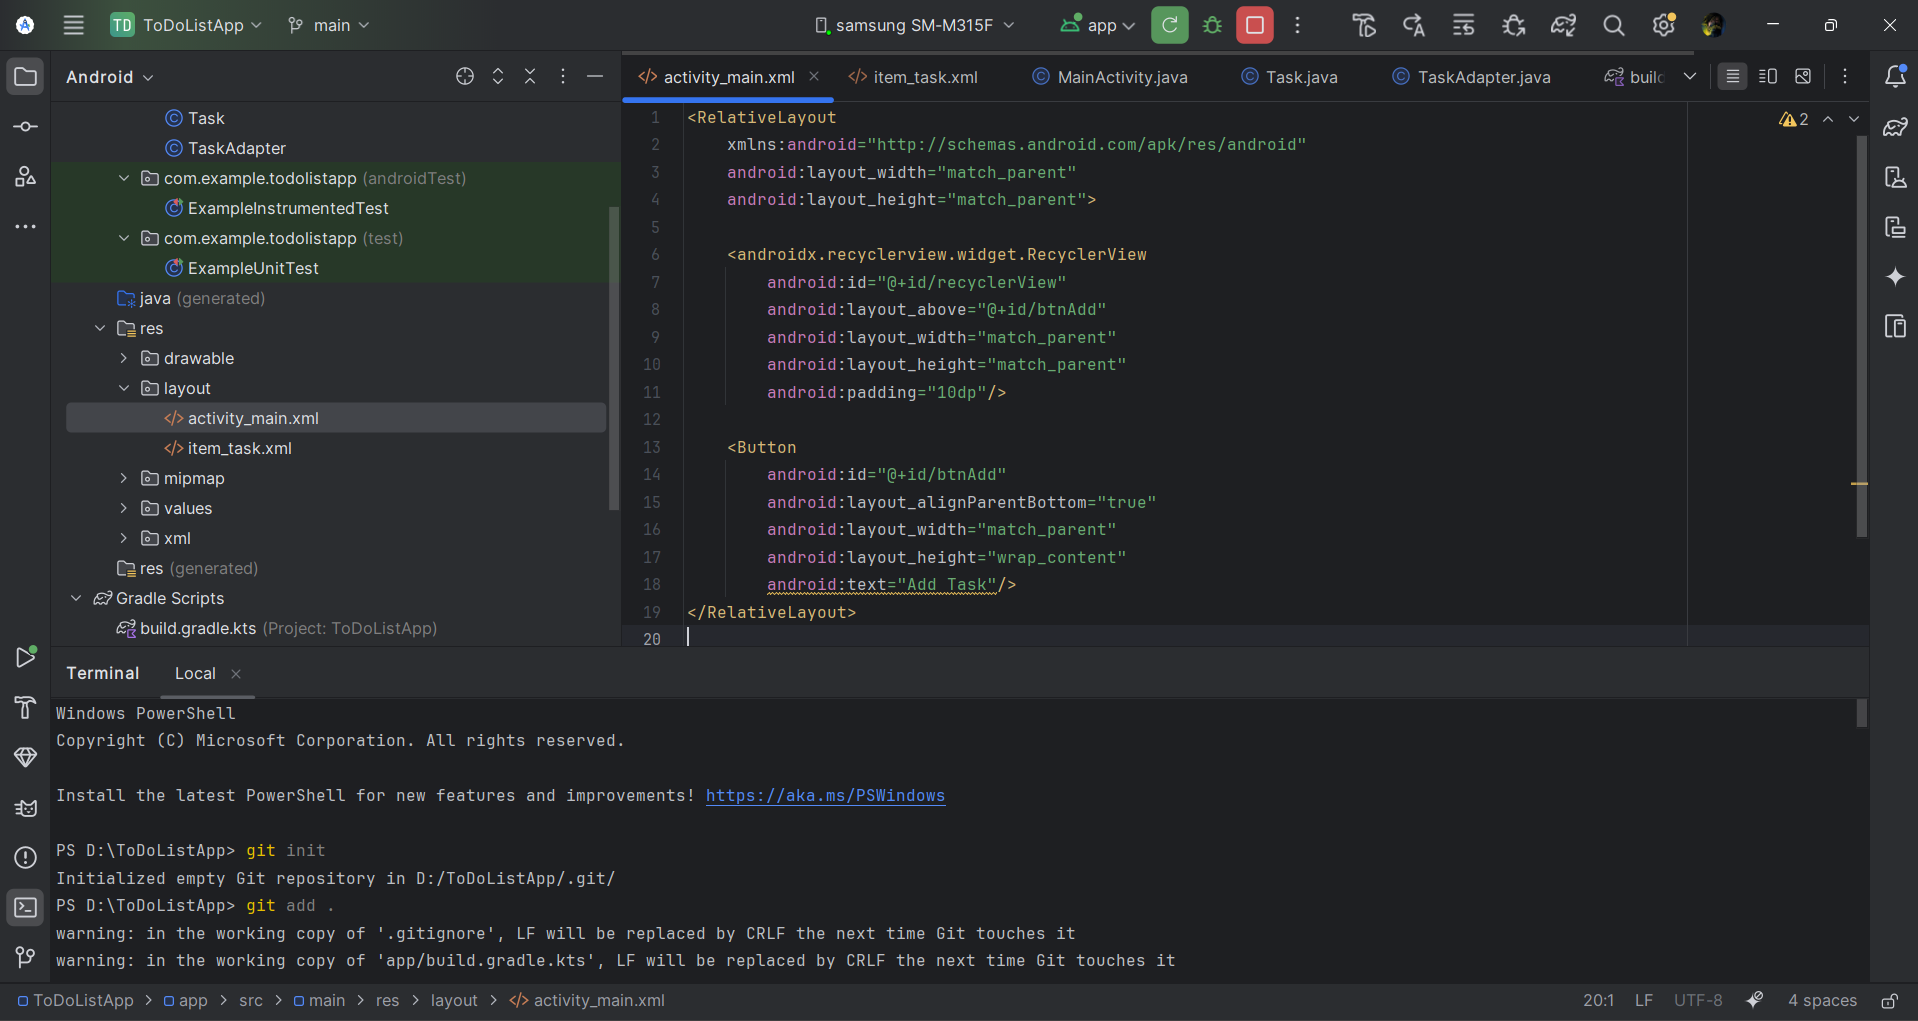 TD ToDoListApp main samsung SM-M315F app
Android
Task
TaskAdapter
com.example.todolistapp (androidTest)
ExampleInstrumentedTest
com.example.todolistapp (test)
ExampleUnitTest
java (generated)
res
drawable
layout
activity_main.xml
item_task.xml
mipmap
values
xml
res (generated)
Gradle Scripts
build.gradle.kts (Project: ToDoListApp)
activity_main.xml item_task.xml MainActivity.java Task.java TaskAdapter.java build
2
1 <RelativeLayout
2 xmlns:android="http://schemas.android.com/apk/res/android"
3 android:layout_width="match_parent"
4 android:layout_height="match_parent">
5
6 <androidx.recyclerview.widget.RecyclerView
7 android:id="@+id/recyclerView"
8 android:layout_above="@+id/btnAdd"
9 android:layout_width="match_parent"
10 android:layout_height="match_parent"
11 android:padding="10dp"/>
12
13 <Button
14 android:id="@+id/btnAdd"
15 android:layout_alignParentBottom="true"
16 android:layout_width="match_parent"
17 android:layout_height="wrap_content"
18 android:text="Add Task"/>
19 </RelativeLayout>
20
Terminal Local
Windows PowerShell
Copyright (C) Microsoft Corporation. All rights reserved.
Install the latest PowerShell for new features and improvements! https://aka.ms/PSWindows
PS D:\ToDoListApp> git init
Initialized empty Git repository in D:/ToDoListApp/.git/
PS D:\ToDoListApp> git add .
warning: in the working copy of '.gitignore', LF will be replaced by CRLF the next time Git touches it
warning: in the working copy of 'app/build.gradle.kts', LF will be replaced by CRLF the next time Git touches it
ToDoListApp > app > src > main > res > layout > activity_main.xml 20:1 LF UTF-8 4 spaces